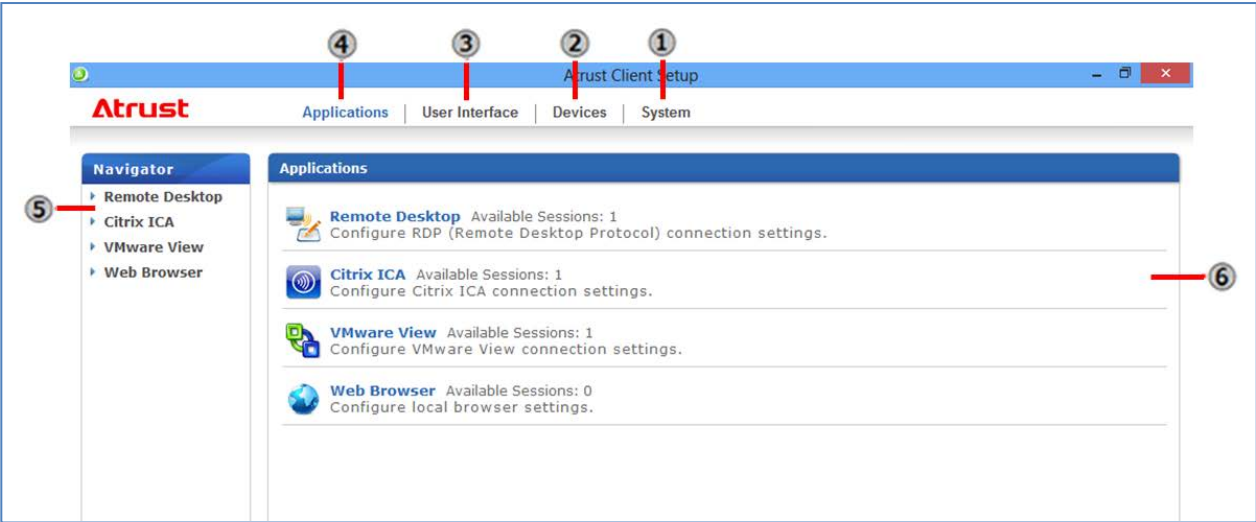 ④ ③ ② ①
Atrust Client Setup
Atrust Applications | User Interface | Devices | System
Navigator
Remote Desktop
Citrix ICA
VMware View
Web Browser
⑤
Applications
Remote Desktop Available Sessions: 1
Configure RDP (Remote Desktop Protocol) connection settings.
Citrix ICA Available Sessions: 1
Configure Citrix ICA connection settings.
⑥
VMware View Available Sessions: 1
Configure VMware View connection settings.
Web Browser Available Sessions: 0
Configure local browser settings.